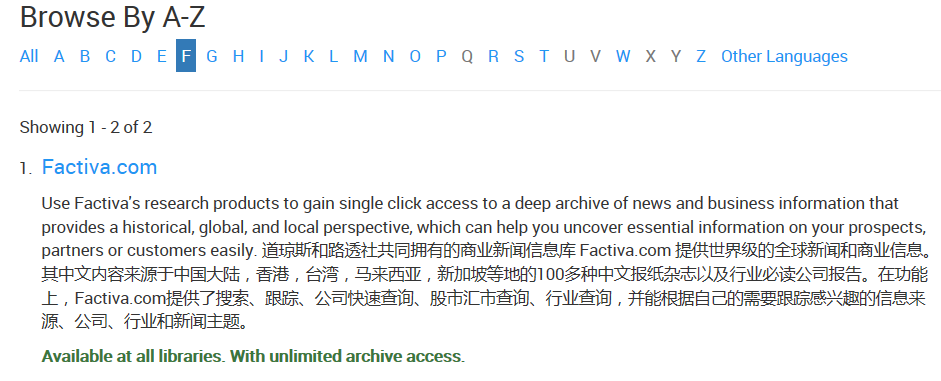 Browse By A-Z
All A B C D E F G H I J K L M N O P Q R S T U V W X Y Z Other Languages
Showing 1 - 2 of 2
1. Factiva.com
Use Factiva's research products to gain single click access to a deep archive of news and business information that
provides a historical, global, and local perspective, which can help you uncover essential information on your prospects,
partners or customers easily. 道琼斯和路透社共同拥有的商业新闻信息库 Factiva.com 提供世界级的全球新闻和商业信息。
其中文内容来源于中国大陆，香港，台湾，马来西亚，新加坡等地的100多种中文报纸杂志以及行业必读公司报告。在功能
上，Factiva.com提供了搜索、跟踪、公司快速查询、股市汇市查询、行业查询，并能根据自己的需要跟踪感兴趣的信息来
源、公司、行业和新闻主题。
Available at all libraries. With unlimited archive access.